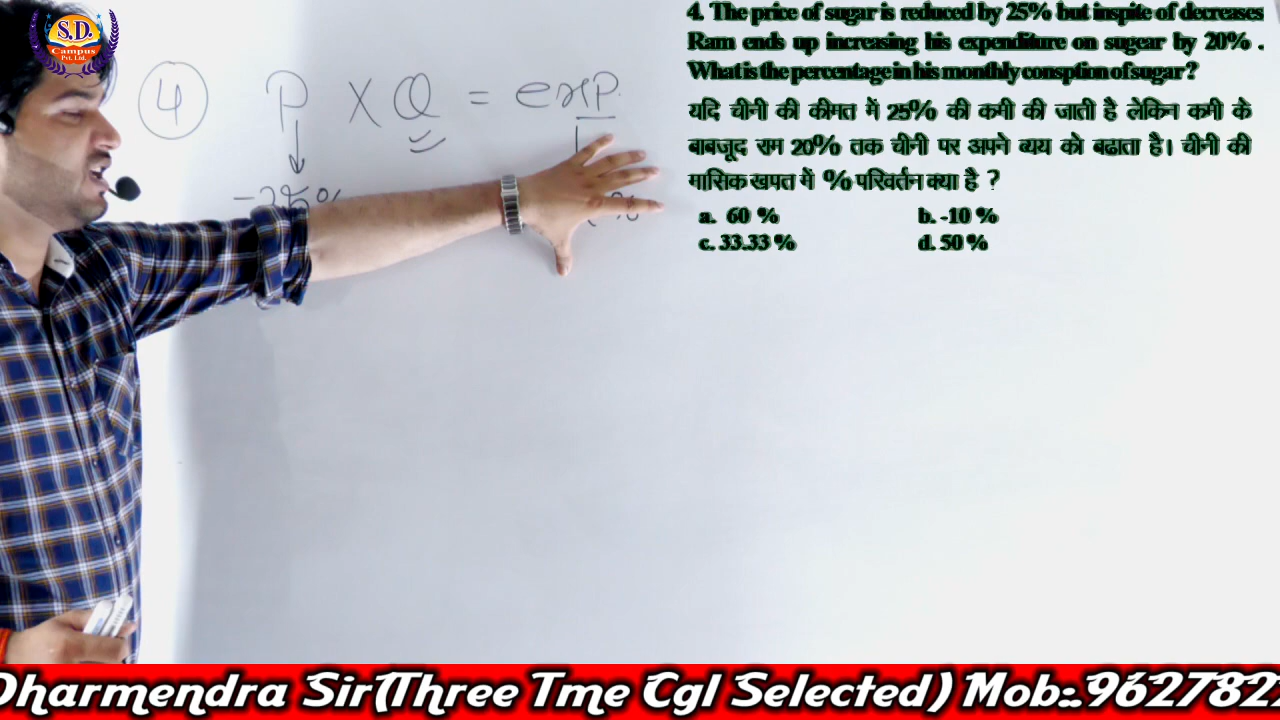 S.D.
Campus
Pvt. Ltd.
4. The price of sugar is reduced by 25% but inspite of decreases
Ram ends up increasing his expenditure on sugear by 20% .
What is the percentage in his monthly consption of sugar ?
यदि चीनी की कीमत में 25% की कमी की जाती है लेकिन कमी के
बाबजूद राम 20% तक चीनी पर अपने व्यय को बढाता है। चीनी की
मासिक खपत में % परिवर्तन क्या है ?
a. 60 %
b. -10 %
c. 33.33 %
d. 50 %
4 P X Q = exp.
-25%
%
Dharmendra Sir(Three Tme Cgl Selected) Mob:.962782